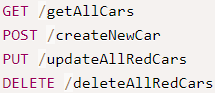 GET /getAllCars
POST /createNewCar
PUT /updateAllRedCars
DELETE /deleteAllRedCars